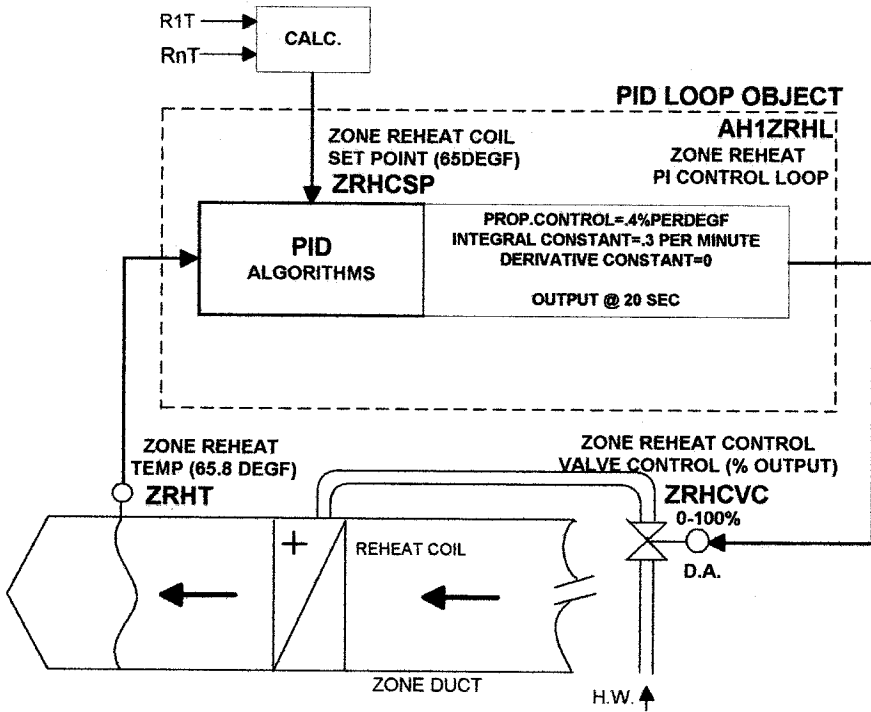 R1T
RnT
CALC.
PID LOOP OBJECT
AH1ZRHL
ZONE REHEAT
PI CONTROL LOOP
ZONE REHEAT COIL
SET POINT (65DEGF)
ZRHCSP
PID
ALGORITHMS
PROP.CONTROL=.4%PERDEGF
INTEGRAL CONSTANT=.3 PER MINUTE
DERIVATIVE CONSTANT=0
OUTPUT @ 20 SEC
ZONE REHEAT
TEMP (65.8 DEGF)
ZRHT
ZONE REHEAT CONTROL
VALVE CONTROL (% OUTPUT)
ZRHCVC
0-100%
D.A.
+
REHEAT COIL
ZONE DUCT
H.W.